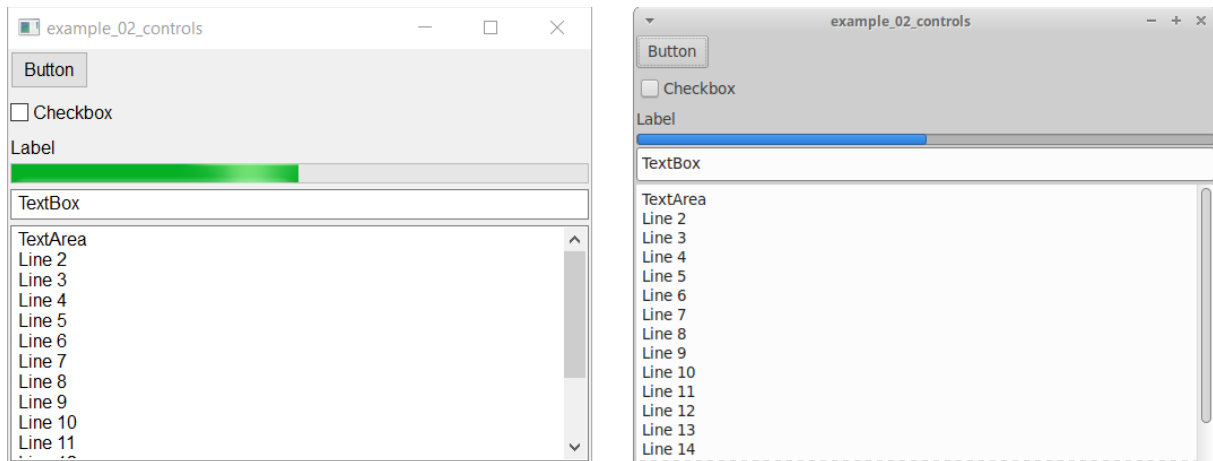 example_02_controls
Button
Checkbox
Label
TextBox
TextArea
Line 2
Line 3
Line 4
Line 5
Line 6
Line 7
Line 8
Line 9
Line 10
Line 11
example_02_controls
Button
Checkbox
Label
TextBox
TextArea
Line 2
Line 3
Line 4
Line 5
Line 6
Line 7
Line 8
Line 9
Line 10
Line 11
Line 12
Line 13
Line 14